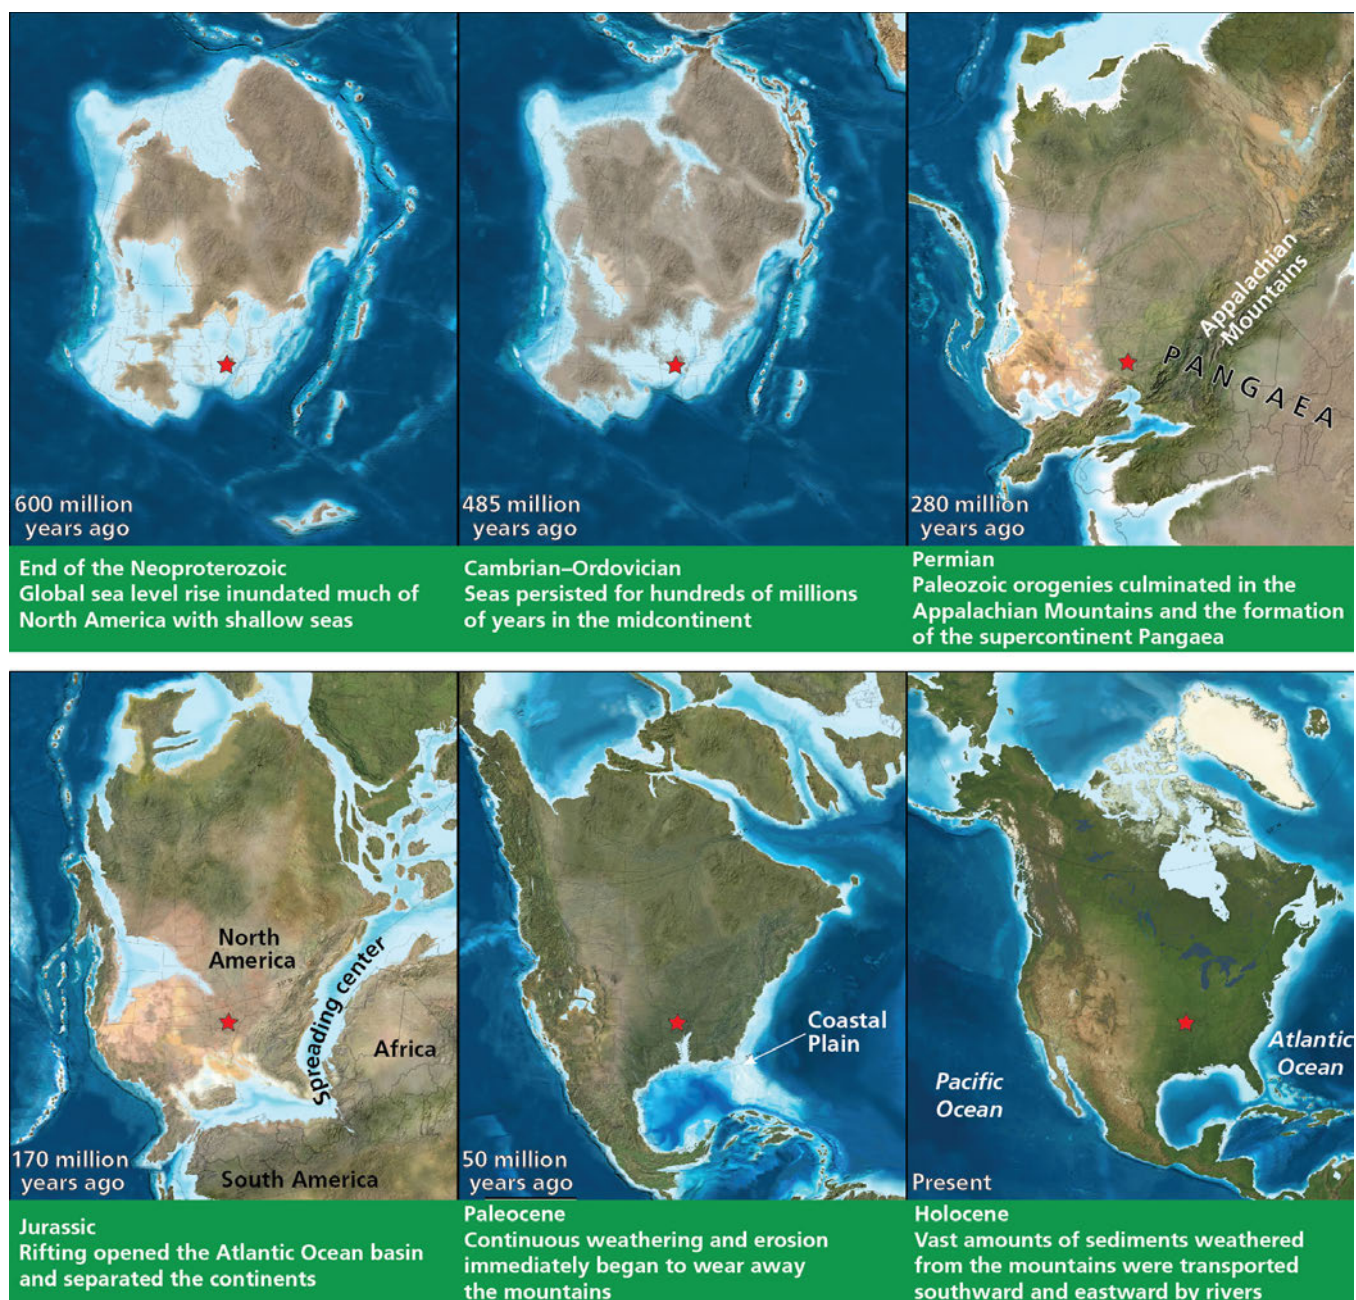 Appalachian
Mountains
PANGAEA
600 million
years ago
485 million
years ago
280 million
years ago
End of the Neoproterozoic
Global sea level rise inundated much of
North America with shallow seas
Cambrian–Ordovician
Seas persisted for hundreds of millions
of years in the midcontinent
Permian
Paleozoic orogenies culminated in the
Appalachian Mountains and the formation
of the supercontinent Pangaea
North
America
Spreading center
Africa
South America
170 million
years ago
Coastal
Plain
50 million
years ago
Pacific
Ocean
Atlantic
Ocean
Present
Jurassic
Rifting opened the Atlantic Ocean basin
and separated the continents
Paleocene
Continuous weathering and erosion
immediately began to wear away
the mountains
Holocene
Vast amounts of sediments weathered
from the mountains were transported
southward and eastward by rivers